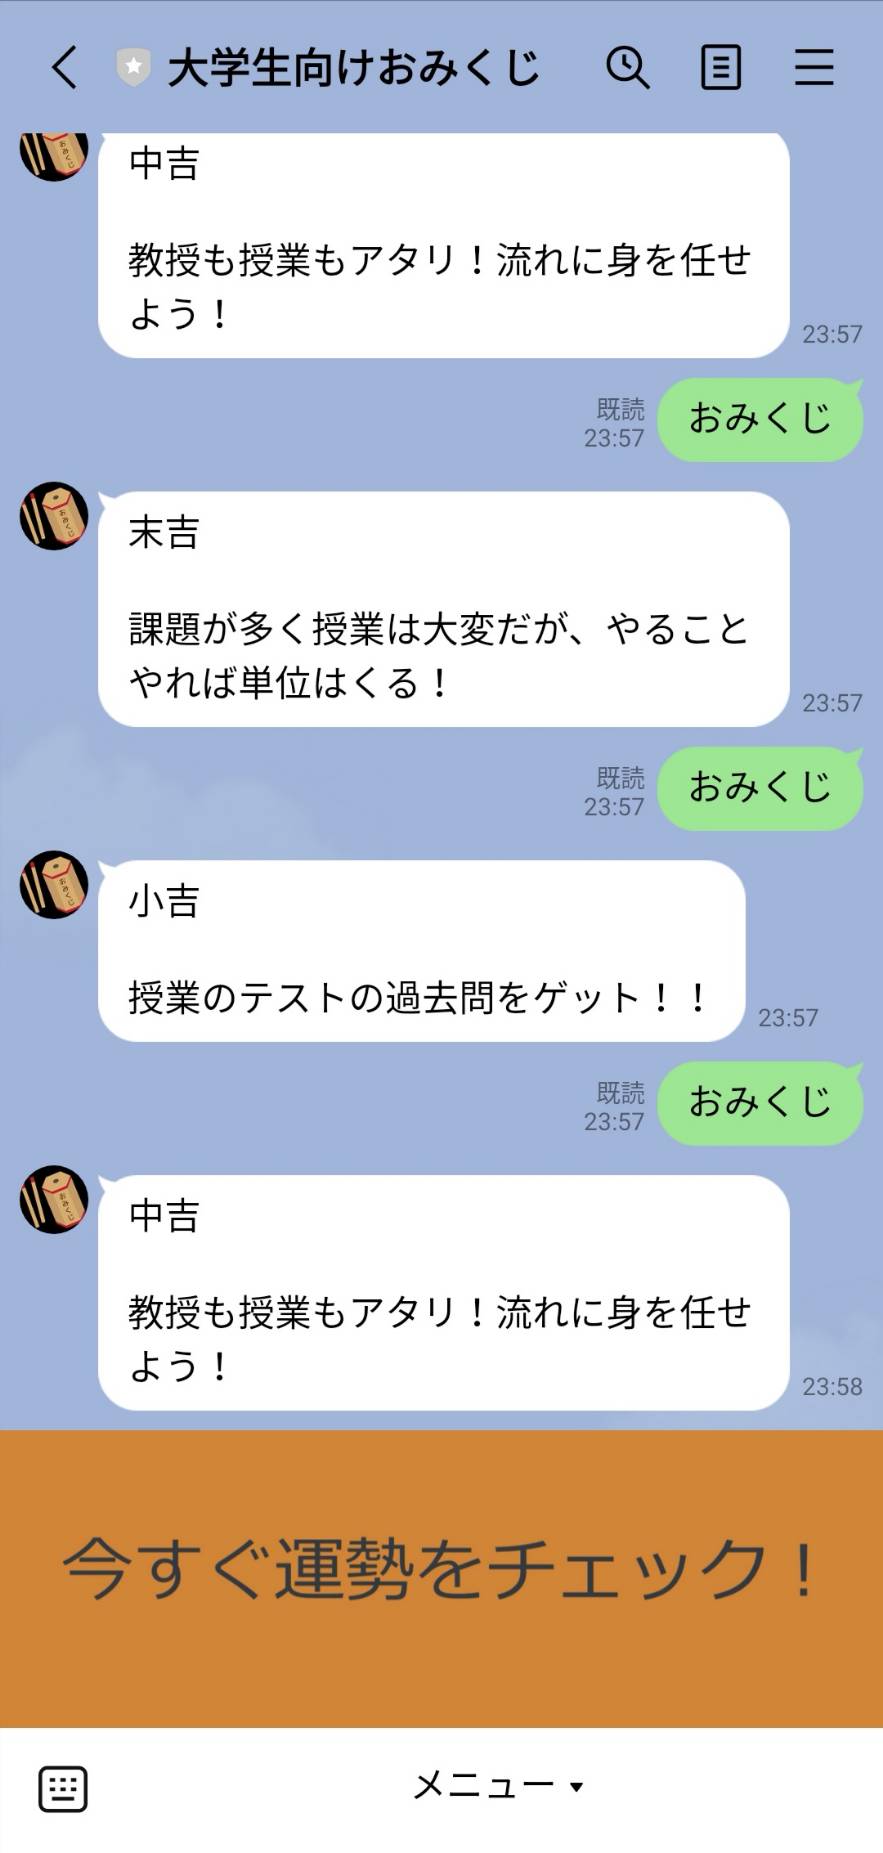 大学生向けおみくじ
中吉
教授も授業もアタリ！流れに身を任せ
よう！
23:57
既読
23:57
おみくじ
末吉
課題が多く授業は大変だが、やること
やれば単位はくる！
23:57
既読
23:57
おみくじ
小吉
授業のテストの過去問をゲット！！
23:57
既読
23:57
おみくじ
中吉
教授も授業もアタリ！流れに身を任せ
よう！
23:58
今すぐ運勢をチェック！
メニュー